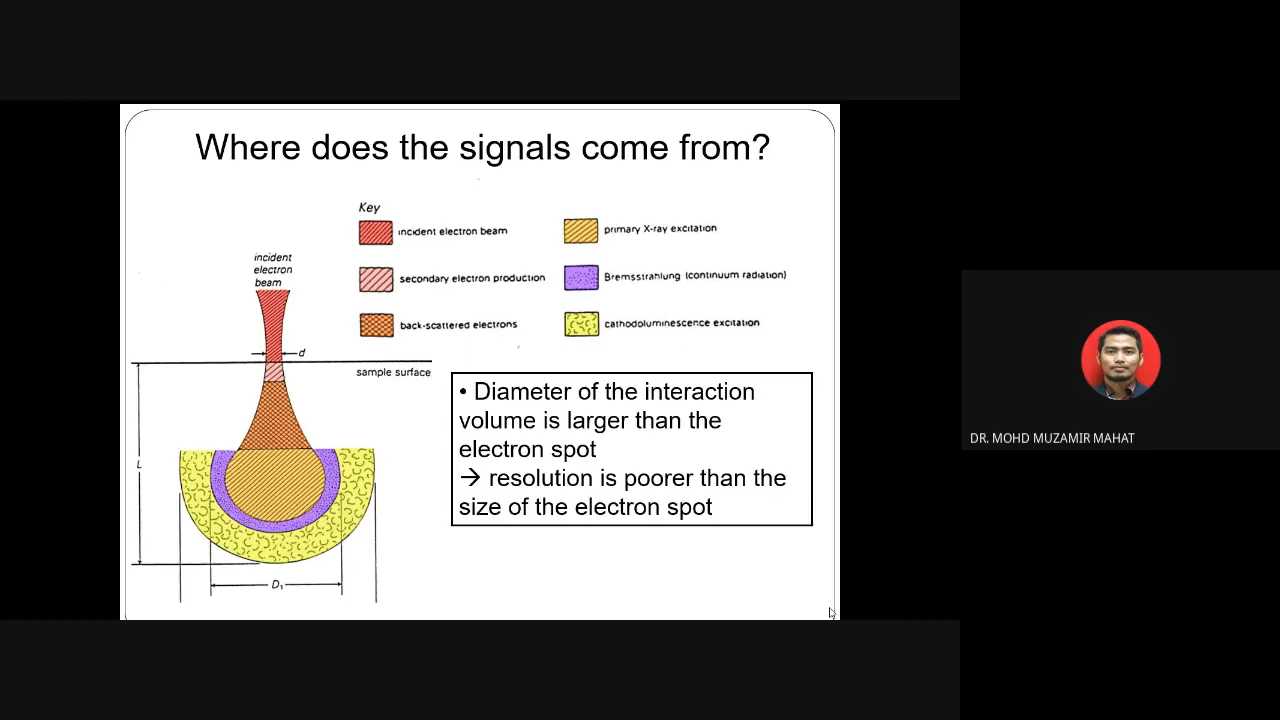 Where does the signals come from?
Key
incident electron beam
primary X-ray excitation
secondary electron production
Bremsstrahlung (continuum radiation)
back-scattered electrons
cathodoluminescence excitation
incident
electron
beam
d
sample surface
L
D₁
• Diameter of the interaction
volume is larger than the
electron spot
→ resolution is poorer than the
size of the electron spot
DR. MOHD MUZAMIR MAHAT